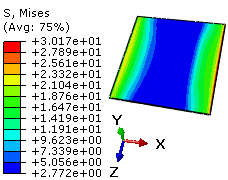 S, Mises
(Avg: 75%)
+3.017e+01
+2.789e+01
+2.561e+01
+2.332e+01
+2.104e+01
+1.876e+01
+1.647e+01
+1.419e+01
+1.191e+01
+9.623e+00
+7.339e+00
+5.056e+00
+2.772e+00
Y
X
Z